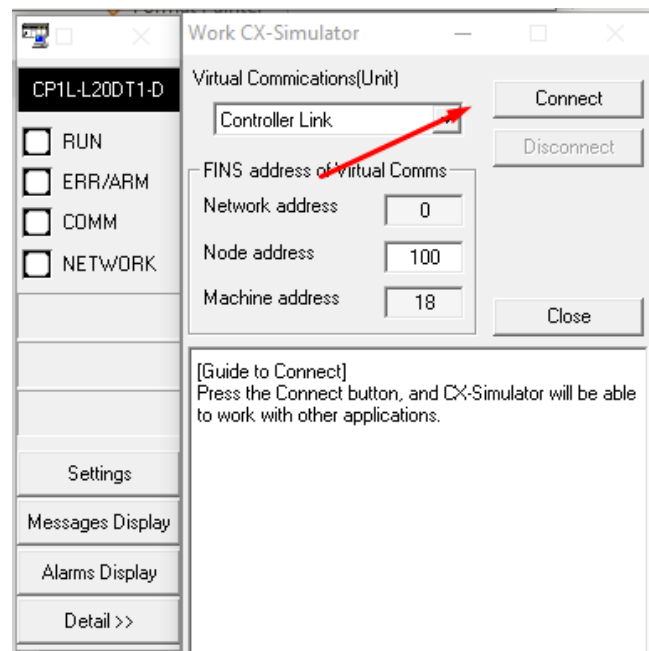 Format Painter
Work CX-Simulator
CP1L-L20DT1-D
RUN
ERR/ARM
COMM
NETWORK
Settings
Messages Display
Alarms Display
Detail >>
Virtual Commications(Unit)
Controller Link
Connect
Disconnect
FINS address of Virtual Comms
Network address 0
Node address 100
Machine address 18
Close
[Guide to Connect]
Press the Connect button, and CX-Simulator will be able
to work with other applications.